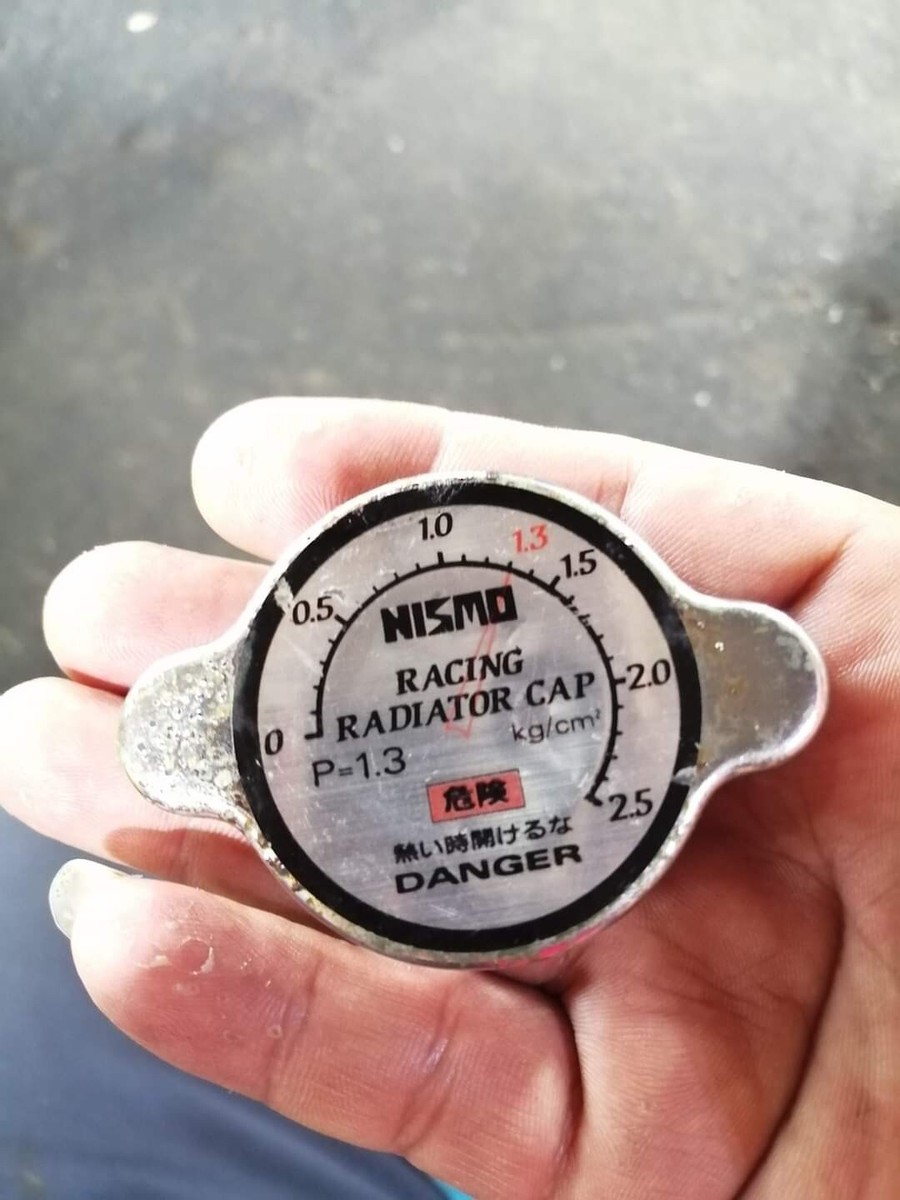 1.0
1.3
0.5
1.5
NISMO
RACING
2.0
RADIATOR CAP
0
kg/cm²
P=1.3
危険
2.5
熱い時開けるな
DANGER